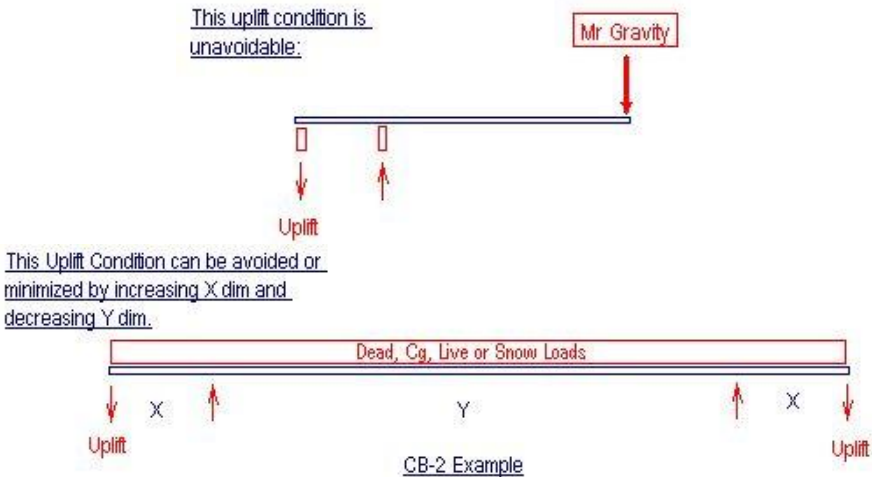 This uplift condition is
unavoidable:
Mr Gravity
Uplift
This Uplift Condition can be avoided or
minimized by increasing X dim and
decreasing Y dim.
Dead, Cg, Live or Snow Loads
X
Y
X
Uplift
Uplift
CB-2 Example